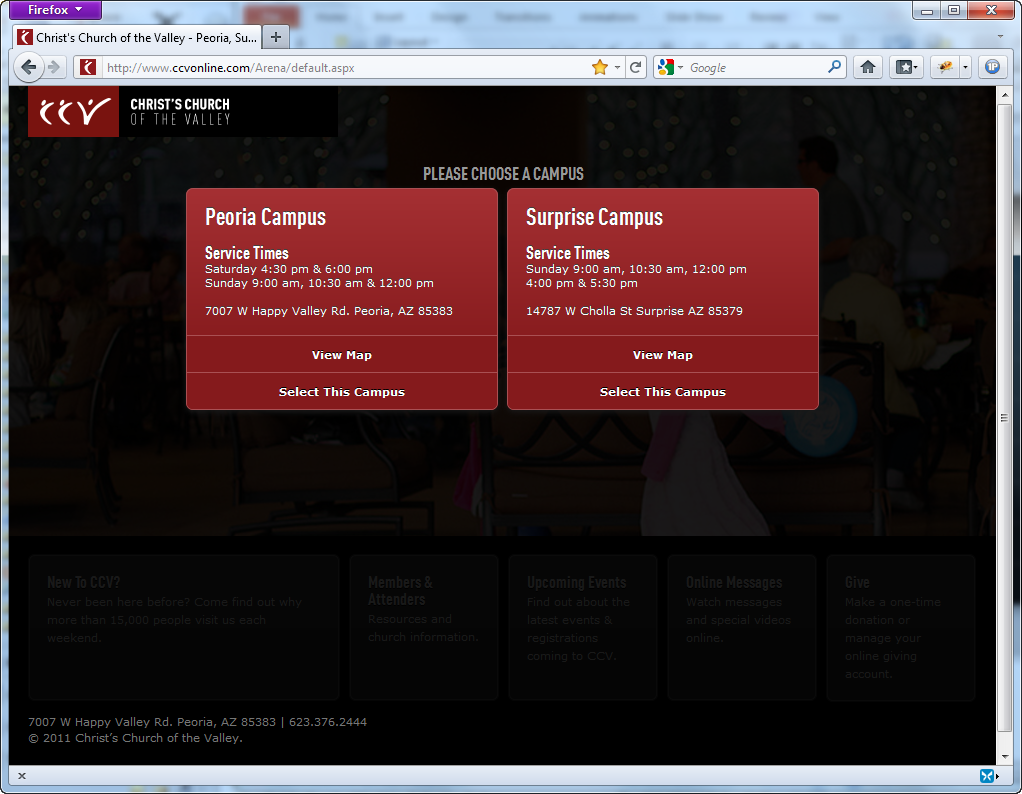 Firefox
Christ's Church of the Valley - Peoria, Su...
http://www.ccvonline.com/Arena/default.aspx
Google
CCV
CHRIST'S CHURCH
OF THE VALLEY
PLEASE CHOOSE A CAMPUS
Peoria Campus
Service Times
Saturday 4:30 pm & 6:00 pm
Sunday 9:00 am, 10:30 am & 12:00 pm
7007 W Happy Valley Rd. Peoria, AZ 85383
View Map
Select This Campus
Surprise Campus
Service Times
Sunday 9:00 am, 10:30 am, 12:00 pm
4:00 pm & 5:30 pm
14787 W Cholla St Surprise AZ 85379
View Map
Select This Campus
New To CCV?
Never been here before? Come find out why
more than 15,000 people visit us each
weekend.
Members &
Attenders
Resources and
church information.
Upcoming Events
Find out about the
latest events &
registrations
coming to CCV.
Online Messages
Watch messages
and special videos
online.
Give
Make a one-time
donation or
manage your
online giving
account.
7007 W Happy Valley Rd. Peoria, AZ 85383 | 623.376.2444
© 2011 Christ's Church of the Valley.